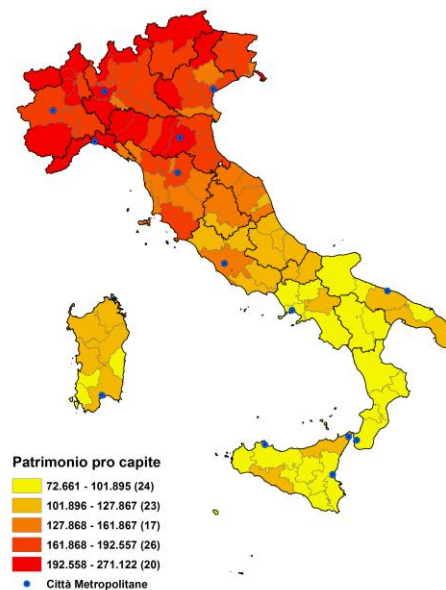 Patrimonio pro capite
72.661 - 101.895 (24)
101.896 - 127.867 (23)
127.868 - 161.867 (17)
161.868 - 192.557 (26)
192.558 - 271.122 (20)
Città Metropolitane